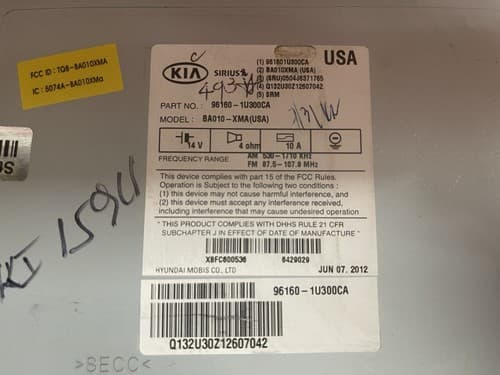 FCC ID : TQ8-BA010XMA
IC : 5074A-BA010XMa
KIA SIRIUS
USA
(1) 961601U300CA
(2) BA010XMA (USA)
(3) (SRU)0504J6371765
(4) Q132U30Z12607042
(5) SRM
PART NO. : 96160-1U300CA
MODEL : BA010-XMA(USA)
14 V
4 ohm
10 A
FREQUENCY RANGE
AM 530-1710 KHz
FM 87.5-107.9 MHz
This device complies with part 15 of the FCC Rules.
Operation is Subject to the following two conditions :
(1) this device may not cause harmful interference, and
(2) this device must accept any interference received,
including interference that may cause undesired operation
" THIS PRODUCT COMPLIES WITH DHHS RULE 21 CFR
SUBCHAPTER J IN EFFECT OF DATE OF MANUFACTURE "
XBFC600536 6429029
HYUNDAI MOBIS CO., LTD
JUN 07. 2012
96160-1U300CA
Q132U30Z12607042
>SECC<